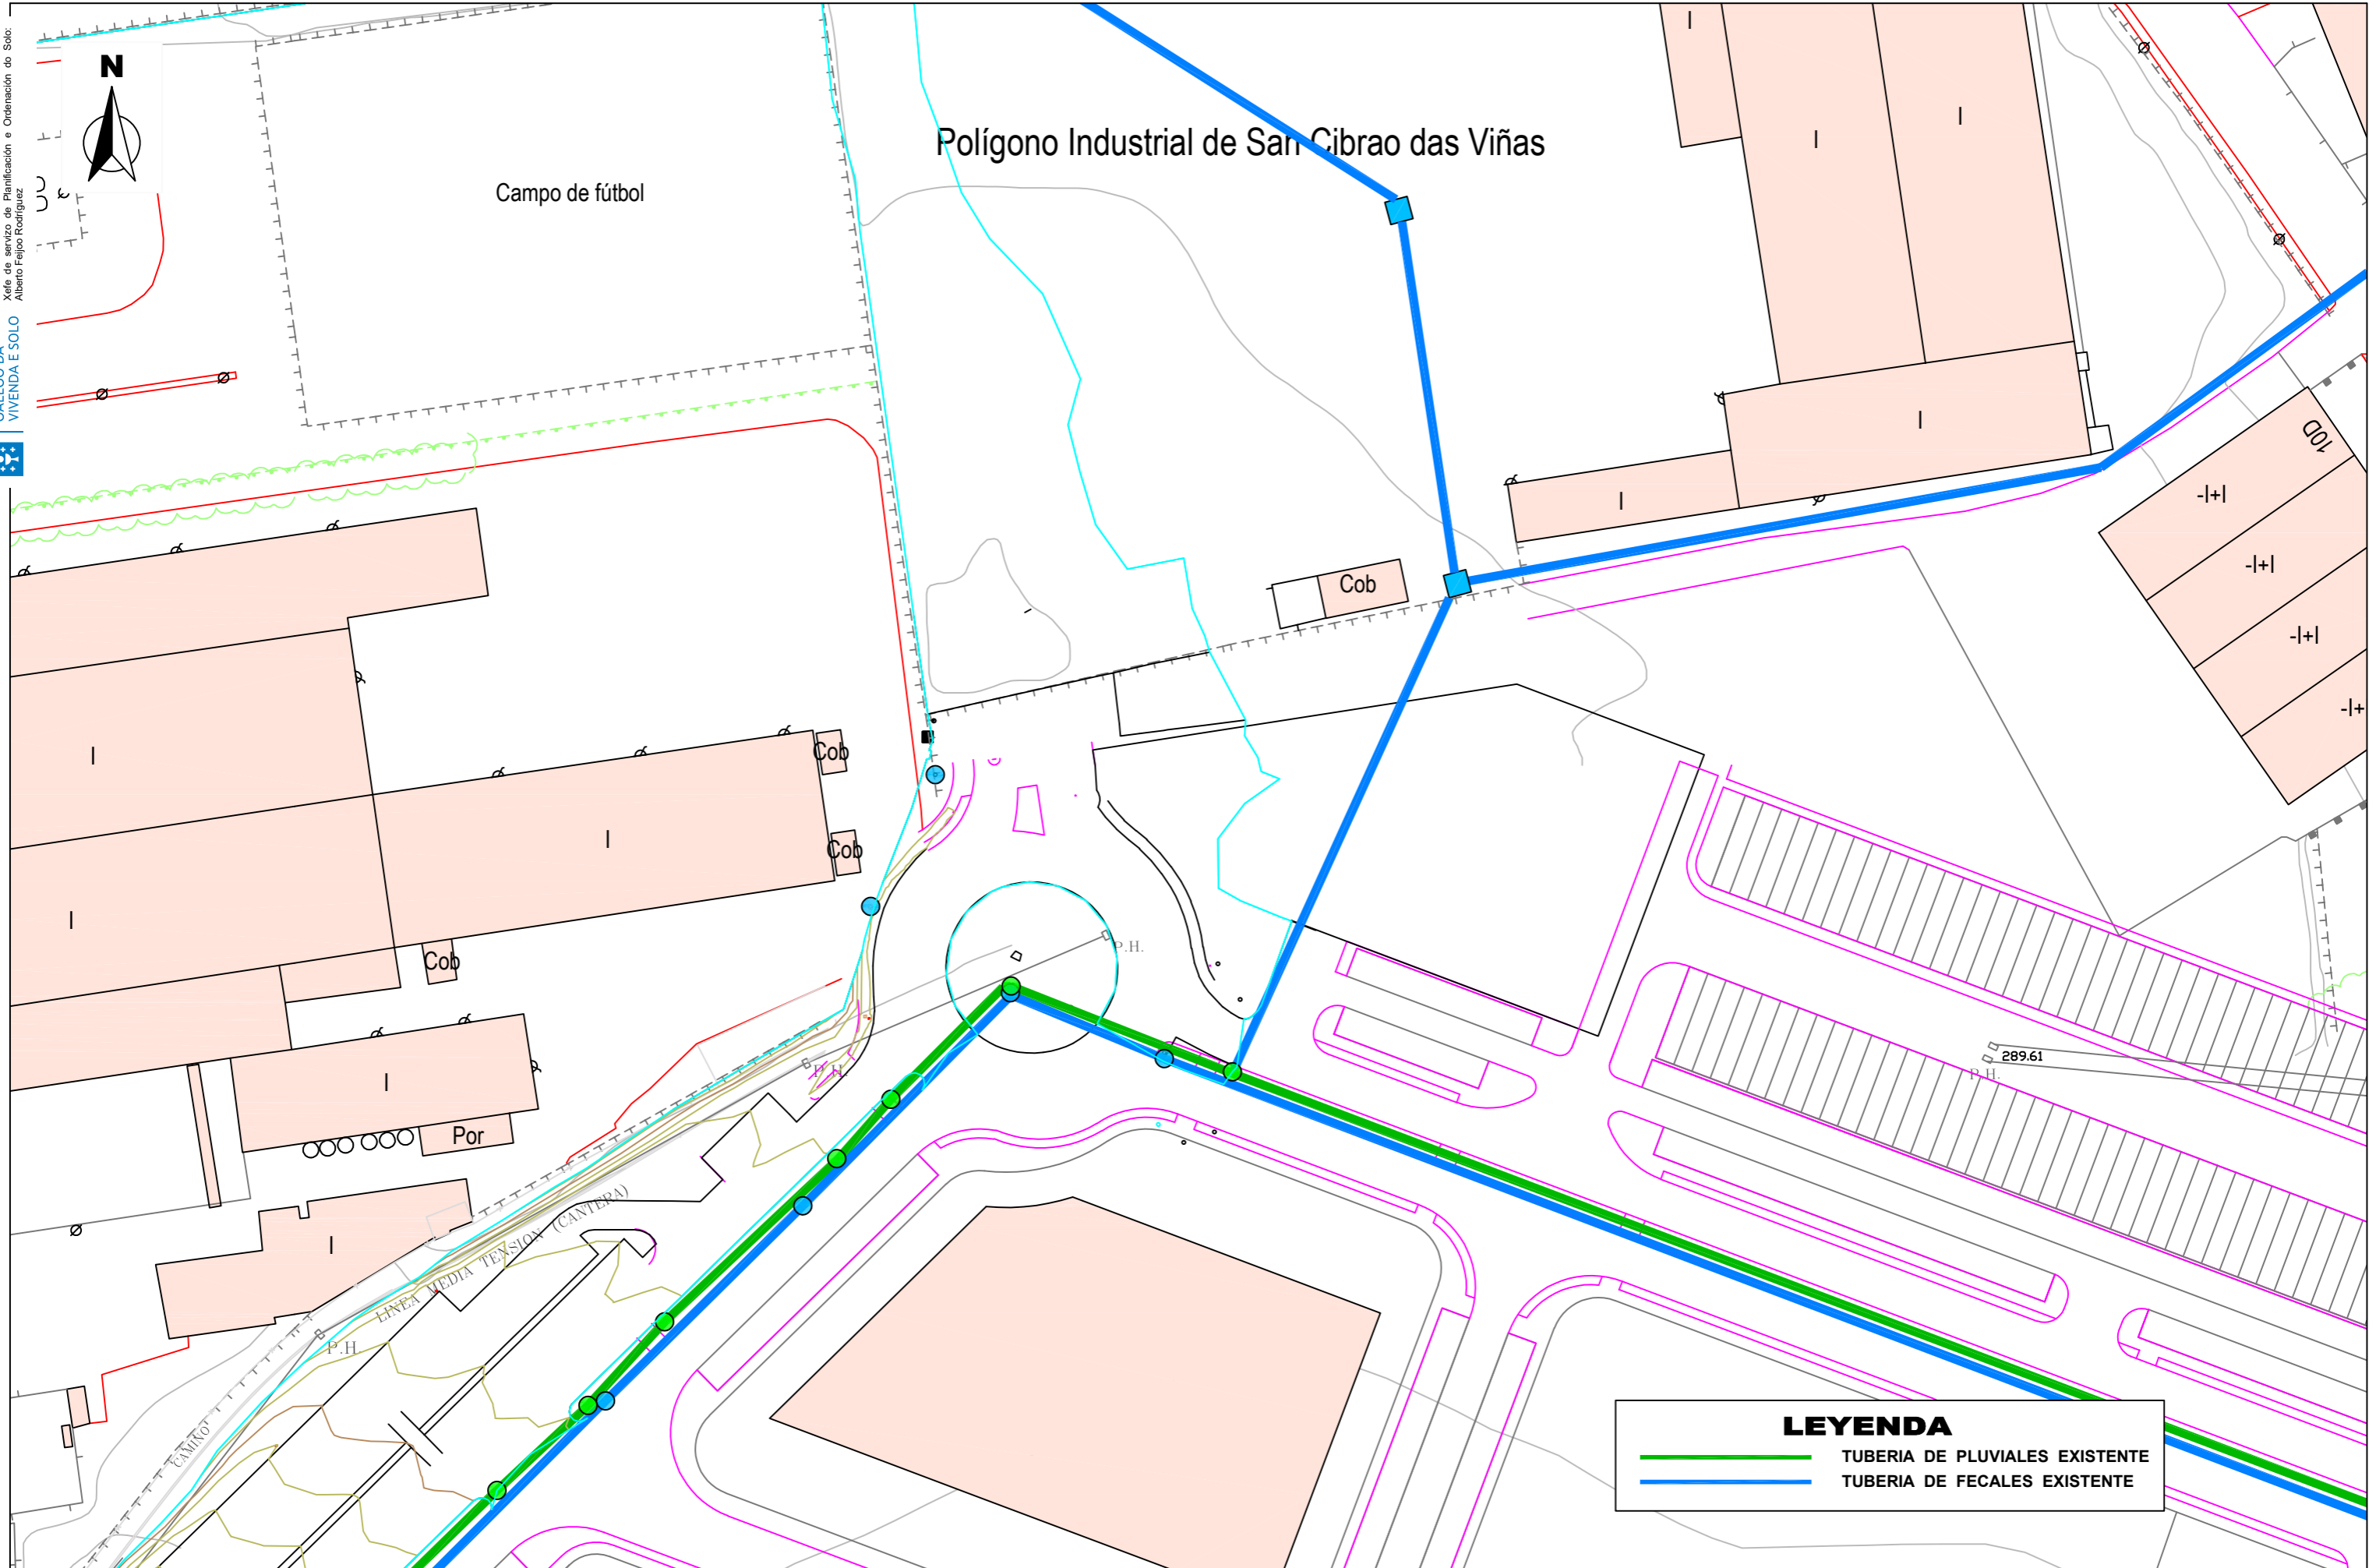 Xefe de servizo de Planificación e Ordenación do Solo:
Alberto Feijoo Rodríguez
VIVENDA E SOLO
N
Campo de fútbol
Polígono Industrial de San Cibrao das Viñas
I
I
I
I
I
10D
-|+|
-|+|
-|+|
-|+
Cob
Cob
Cob
Cob
I
I
I
I
I
Por
P.H.
P.H.
P.H.
P.H
289.61
LINEA MEDIA TENSION (CANTERA)
CAMINO
LEYENDA
TUBERIA DE PLUVIALES EXISTENTE
TUBERIA DE FECALES EXISTENTE